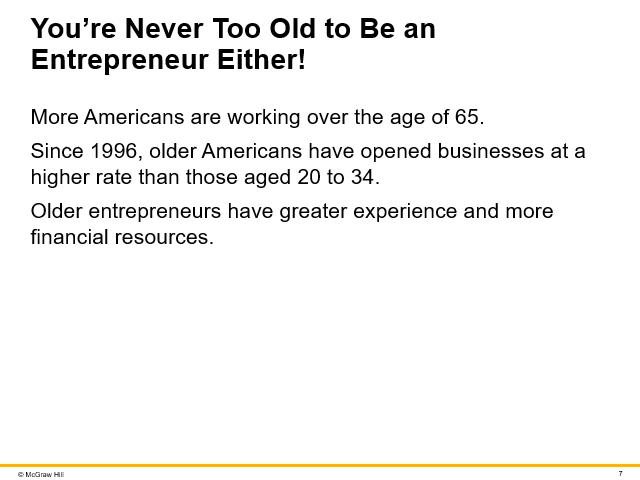 You’re Never Too Old to Be an
Entrepreneur Either!
More Americans are working over the age of 65.
Since 1996, older Americans have opened businesses at a
higher rate than those aged 20 to 34.
Older entrepreneurs have greater experience and more
financial resources.
© McGraw Hill
7